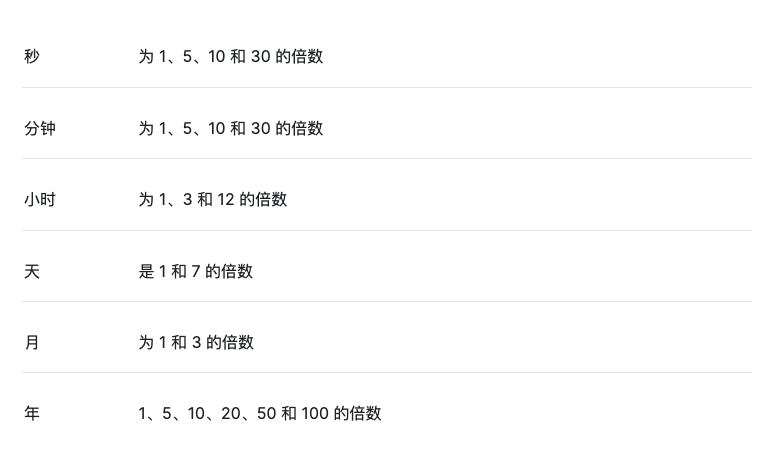 秒 为 1、5、10 和 30 的倍数
分钟 为 1、5、10 和 30 的倍数
小时 为 1、3 和 12 的倍数
天 是 1 和 7 的倍数
月 为 1 和 3 的倍数
年 1、5、10、20、50 和 100 的倍数